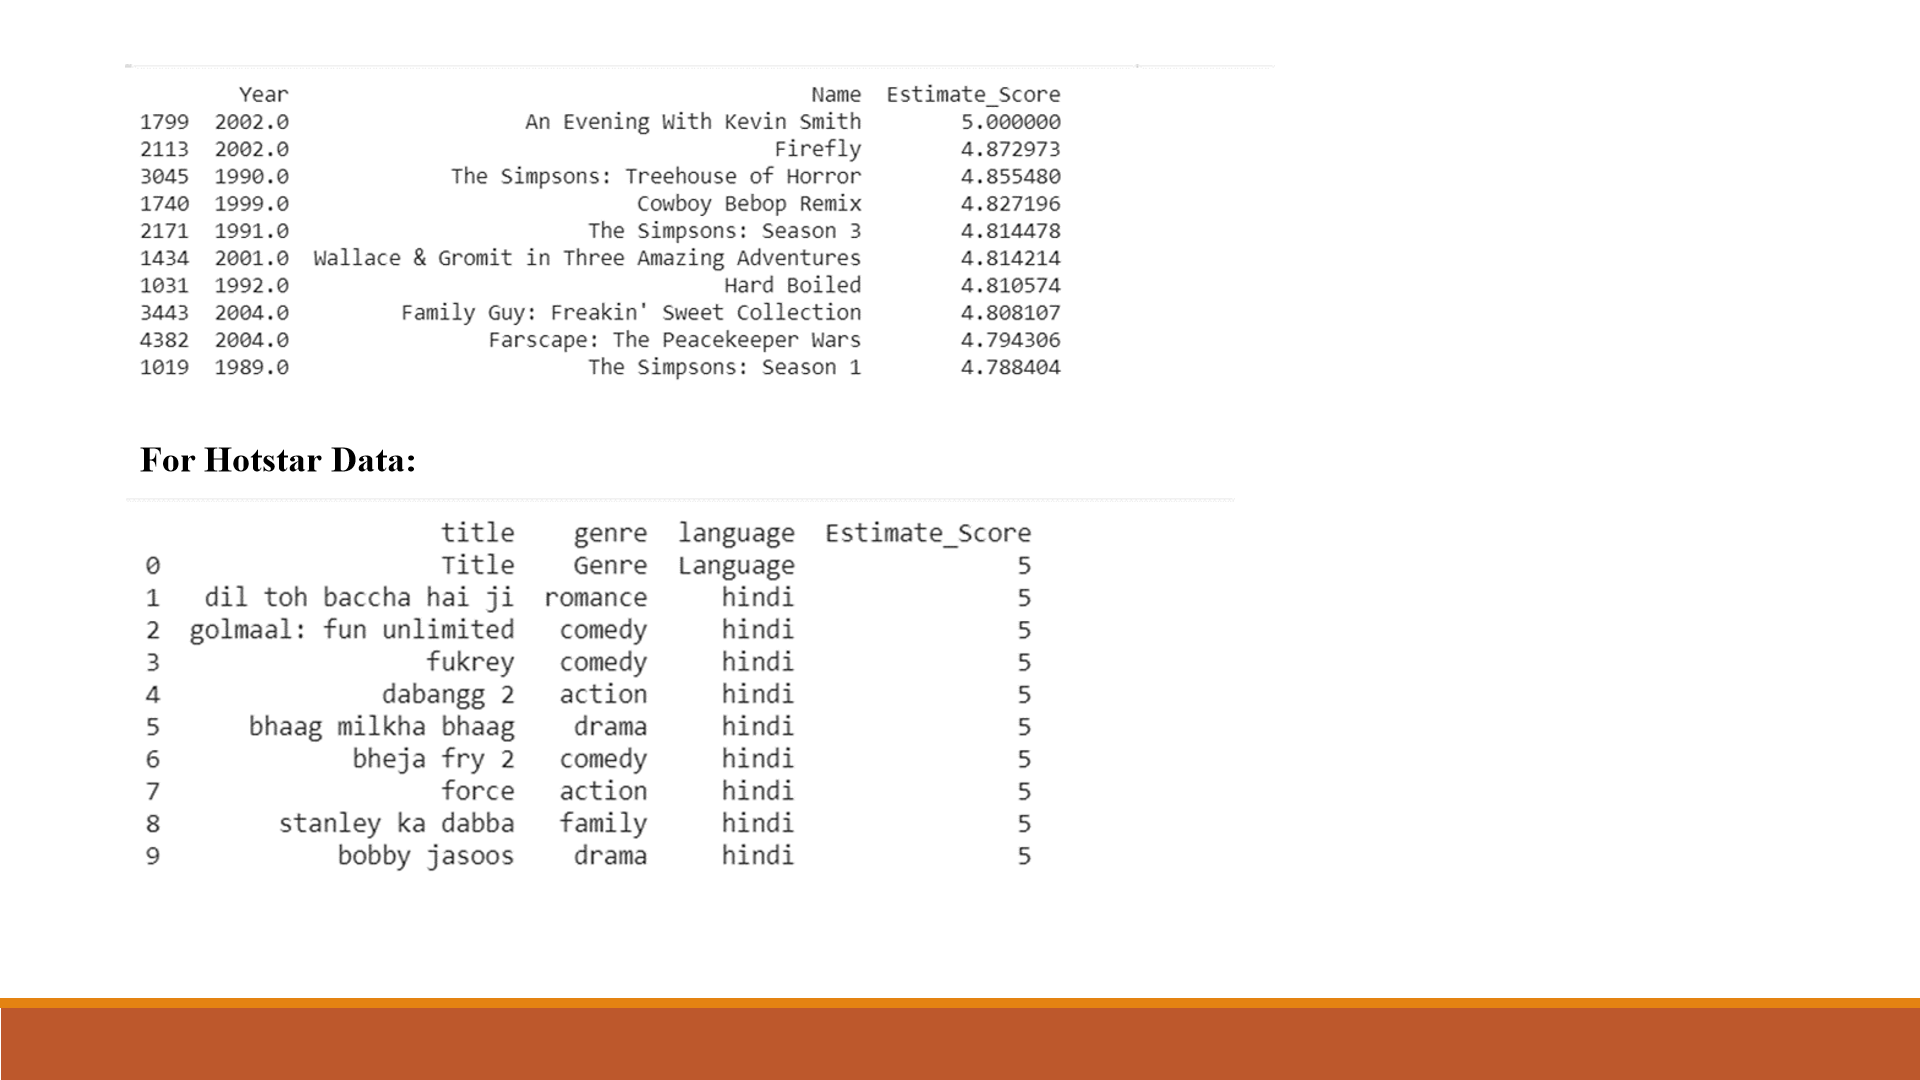 Year Name Estimate_Score
1799 2002.0 An Evening With Kevin Smith 5.000000
2113 2002.0 Firefly 4.872973
3045 1990.0 The Simpsons: Treehouse of Horror 4.855480
1740 1999.0 Cowboy Bebop Remix 4.827196
2171 1991.0 The Simpsons: Season 3 4.814478
1434 2001.0 Wallace & Gromit in Three Amazing Adventures 4.814214
1031 1992.0 Hard Boiled 4.810574
3443 2004.0 Family Guy: Freakin' Sweet Collection 4.808107
4382 2004.0 Farscape: The Peacekeeper Wars 4.794306
1019 1989.0 The Simpsons: Season 1 4.788404
For Hotstar Data:
title genre language Estimate_Score
0 Title Genre Language 5
1 dil toh baccha hai ji romance hindi 5
2 golmaal: fun unlimited comedy hindi 5
3 fukrey comedy hindi 5
4 dabangg 2 action hindi 5
5 bhaag milkha bhaag drama hindi 5
6 bheja fry 2 comedy hindi 5
7 force action hindi 5
8 stanley ka dabba family hindi 5
9 bobby jasoos drama hindi 5